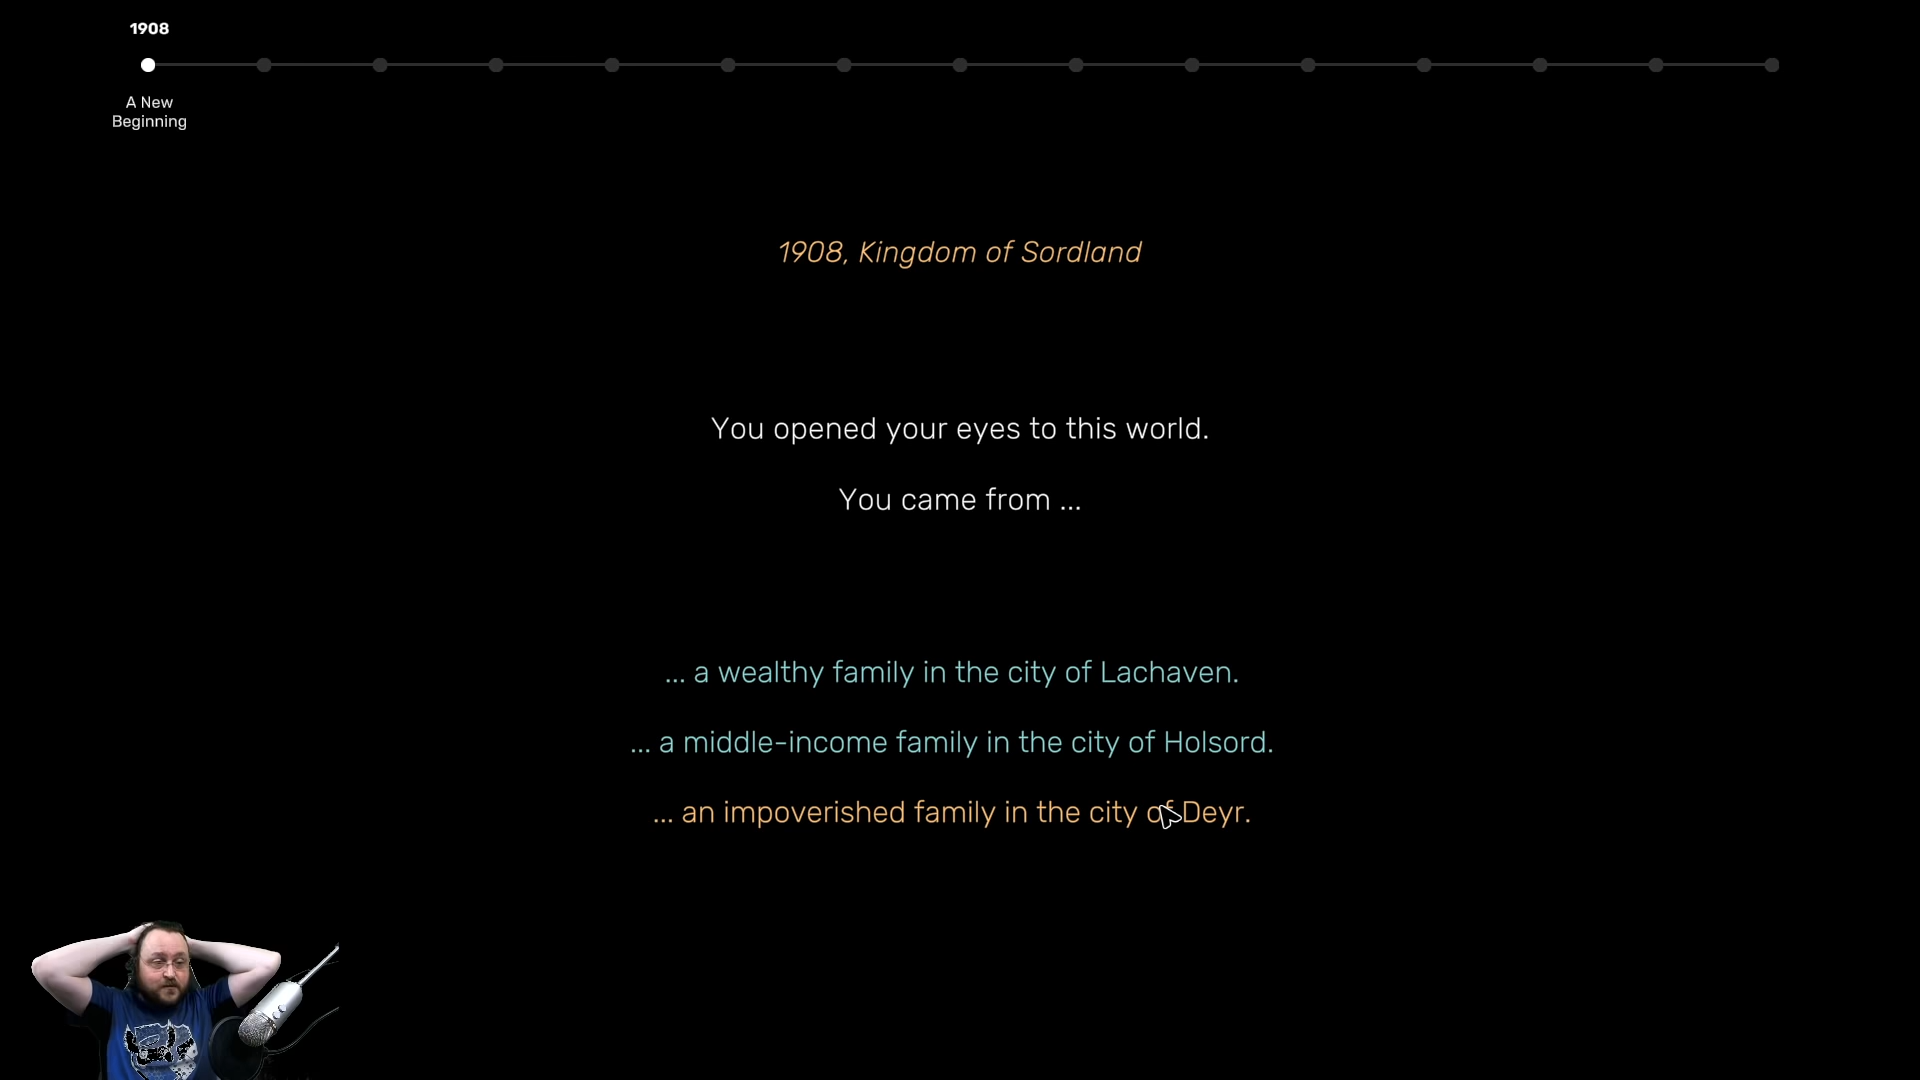 1908
A New
Beginning
1908, Kingdom of Sordland
You opened your eyes to this world.
You came from ...
... a wealthy family in the city of Lachaven.
... a middle-income family in the city of Holsord.
... an impoverished family in the city of Deyr.